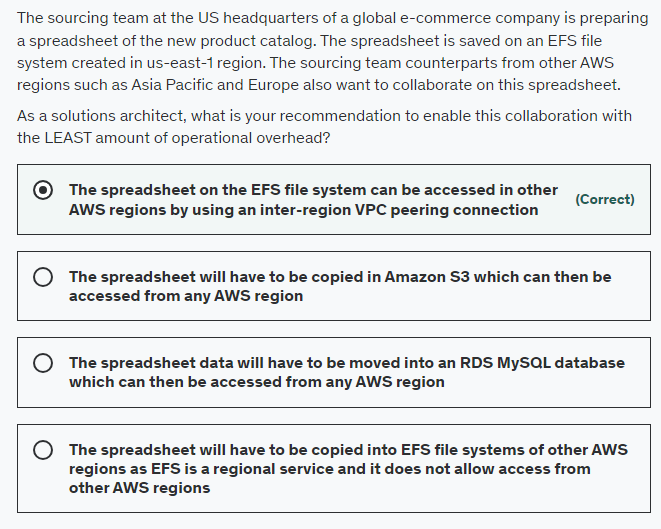 The sourcing team at the US headquarters of a global e-commerce company is preparing
a spreadsheet of the new product catalog. The spreadsheet is saved on an EFS file
system created in us-east-1 region. The sourcing team counterparts from other AWS
regions such as Asia Pacific and Europe also want to collaborate on this spreadsheet.
As a solutions architect, what is your recommendation to enable this collaboration with
the LEAST amount of operational overhead?
The spreadsheet on the EFS file system can be accessed in other
AWS regions by using an inter-region VPC peering connection
(Correct)
The spreadsheet will have to be copied in Amazon S3 which can then be
accessed from any AWS region
The spreadsheet data will have to be moved into an RDS MySQL database
which can then be accessed from any AWS region
The spreadsheet will have to be copied into EFS file systems of other AWS
regions as EFS is a regional service and it does not allow access from
other AWS regions